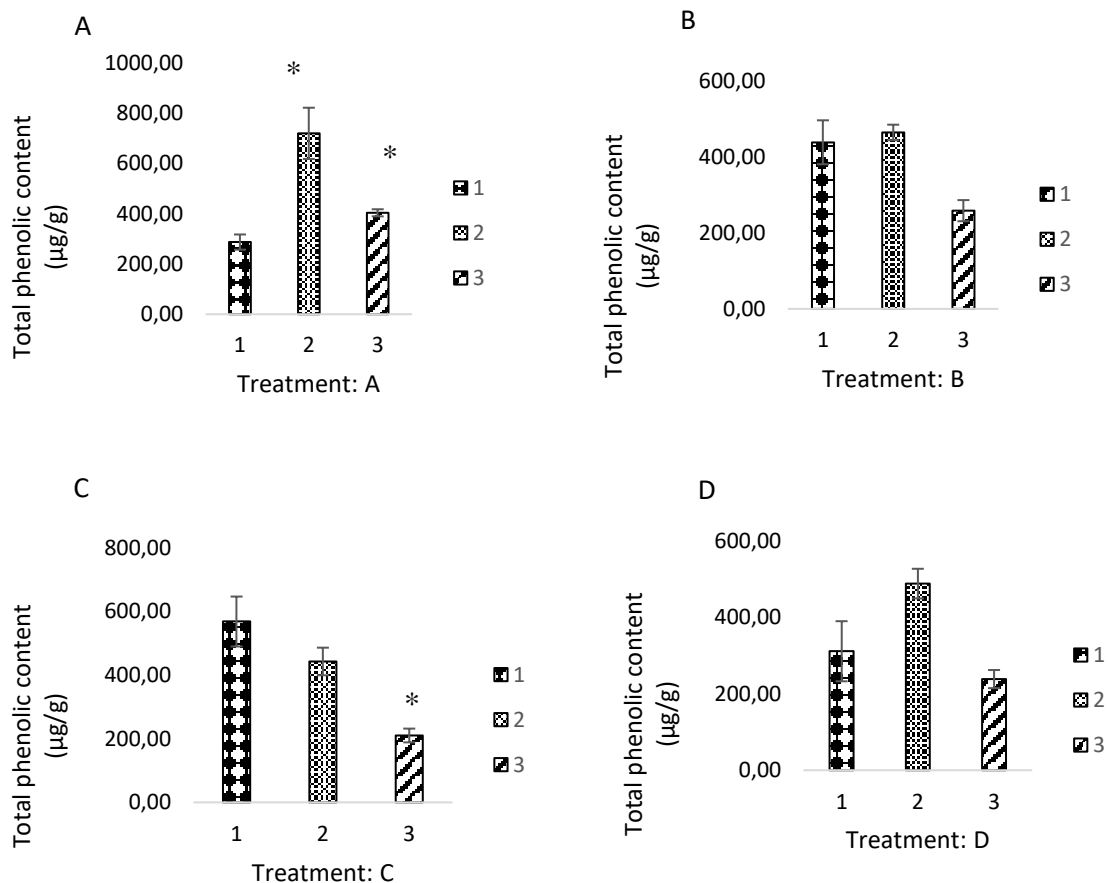 A
Total phenolic content
(µg/g)
1000,00
800,00
600,00
400,00
200,00
0,00
*
*
1
2
3
Treatment: A
1
2
3
B
Total phenolic content
(µg/g)
600,00
400,00
200,00
0,00
1
2
3
Treatment: B
1
2
3
C
Total phenolic content
(µg/g)
800,00
600,00
400,00
200,00
0,00
*
1
2
3
Treatment: C
1
2
3
D
Total phenolic content
(µg/g)
600,00
400,00
200,00
0,00
1
2
3
Treatment: D
1
2
3